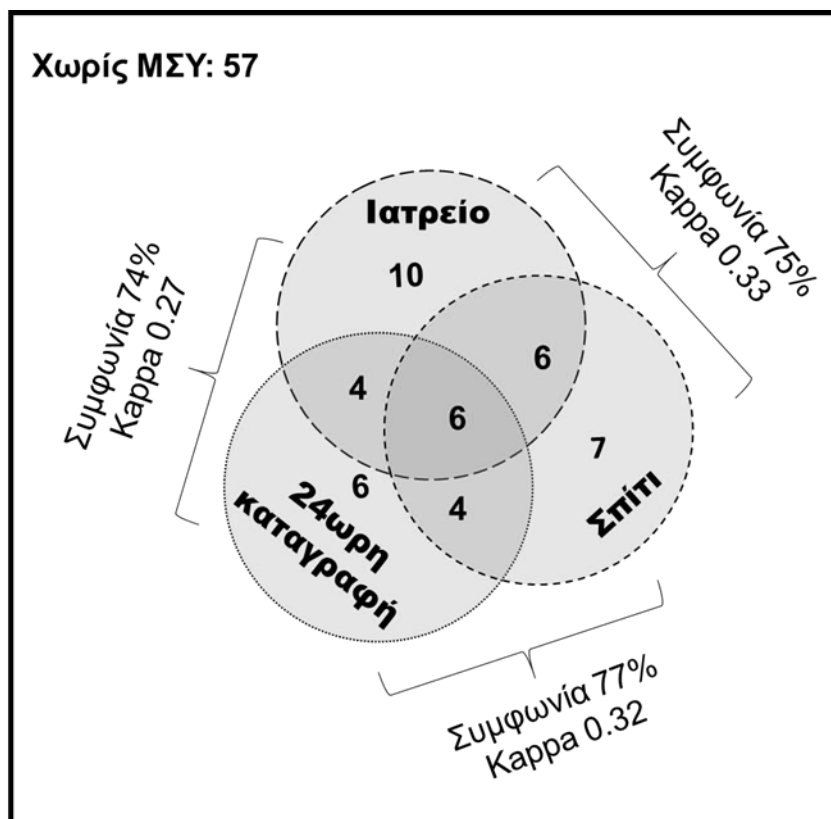 Χωρίς ΜΣΥ: 57
Ιατρείο
10
Συμφωνία 75%
Kappa 0.33
Συμφωνία 74%
Kappa 0.27
6
4
6
7
6
4
24ωρη
καταγραφή
Σπίτι
Συμφωνία 77%
Kappa 0.32